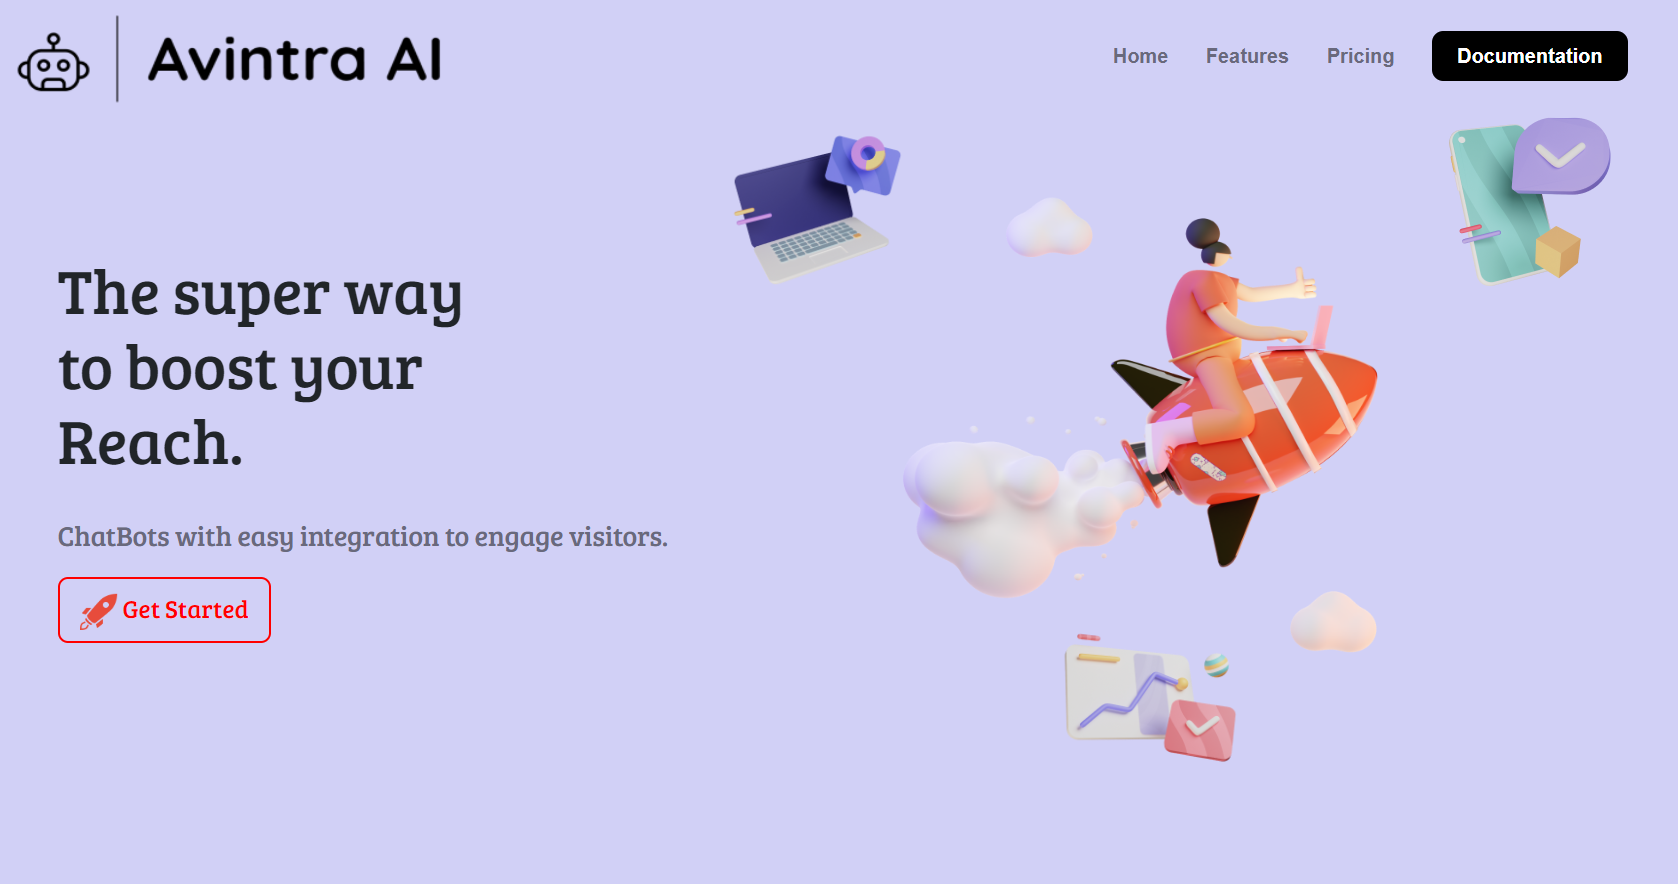 Avintra AI
Home Features Pricing Documentation
The super way
to boost your
Reach.
ChatBots with easy integration to engage visitors.
Get Started